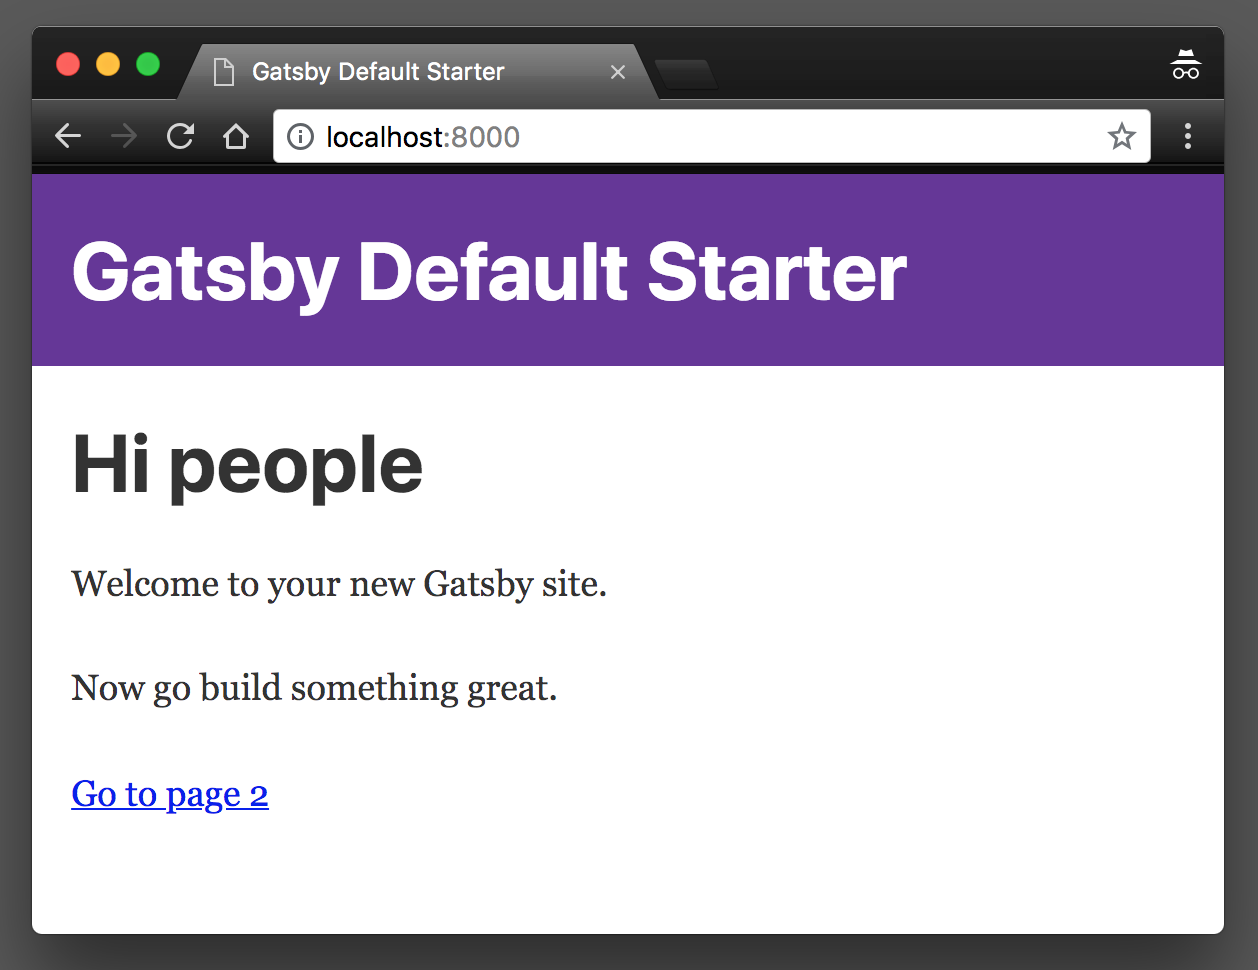 Gatsby Default Starter
localhost:8000
Gatsby Default Starter
Hi people
Welcome to your new Gatsby site.
Now go build something great.
Go to page 2